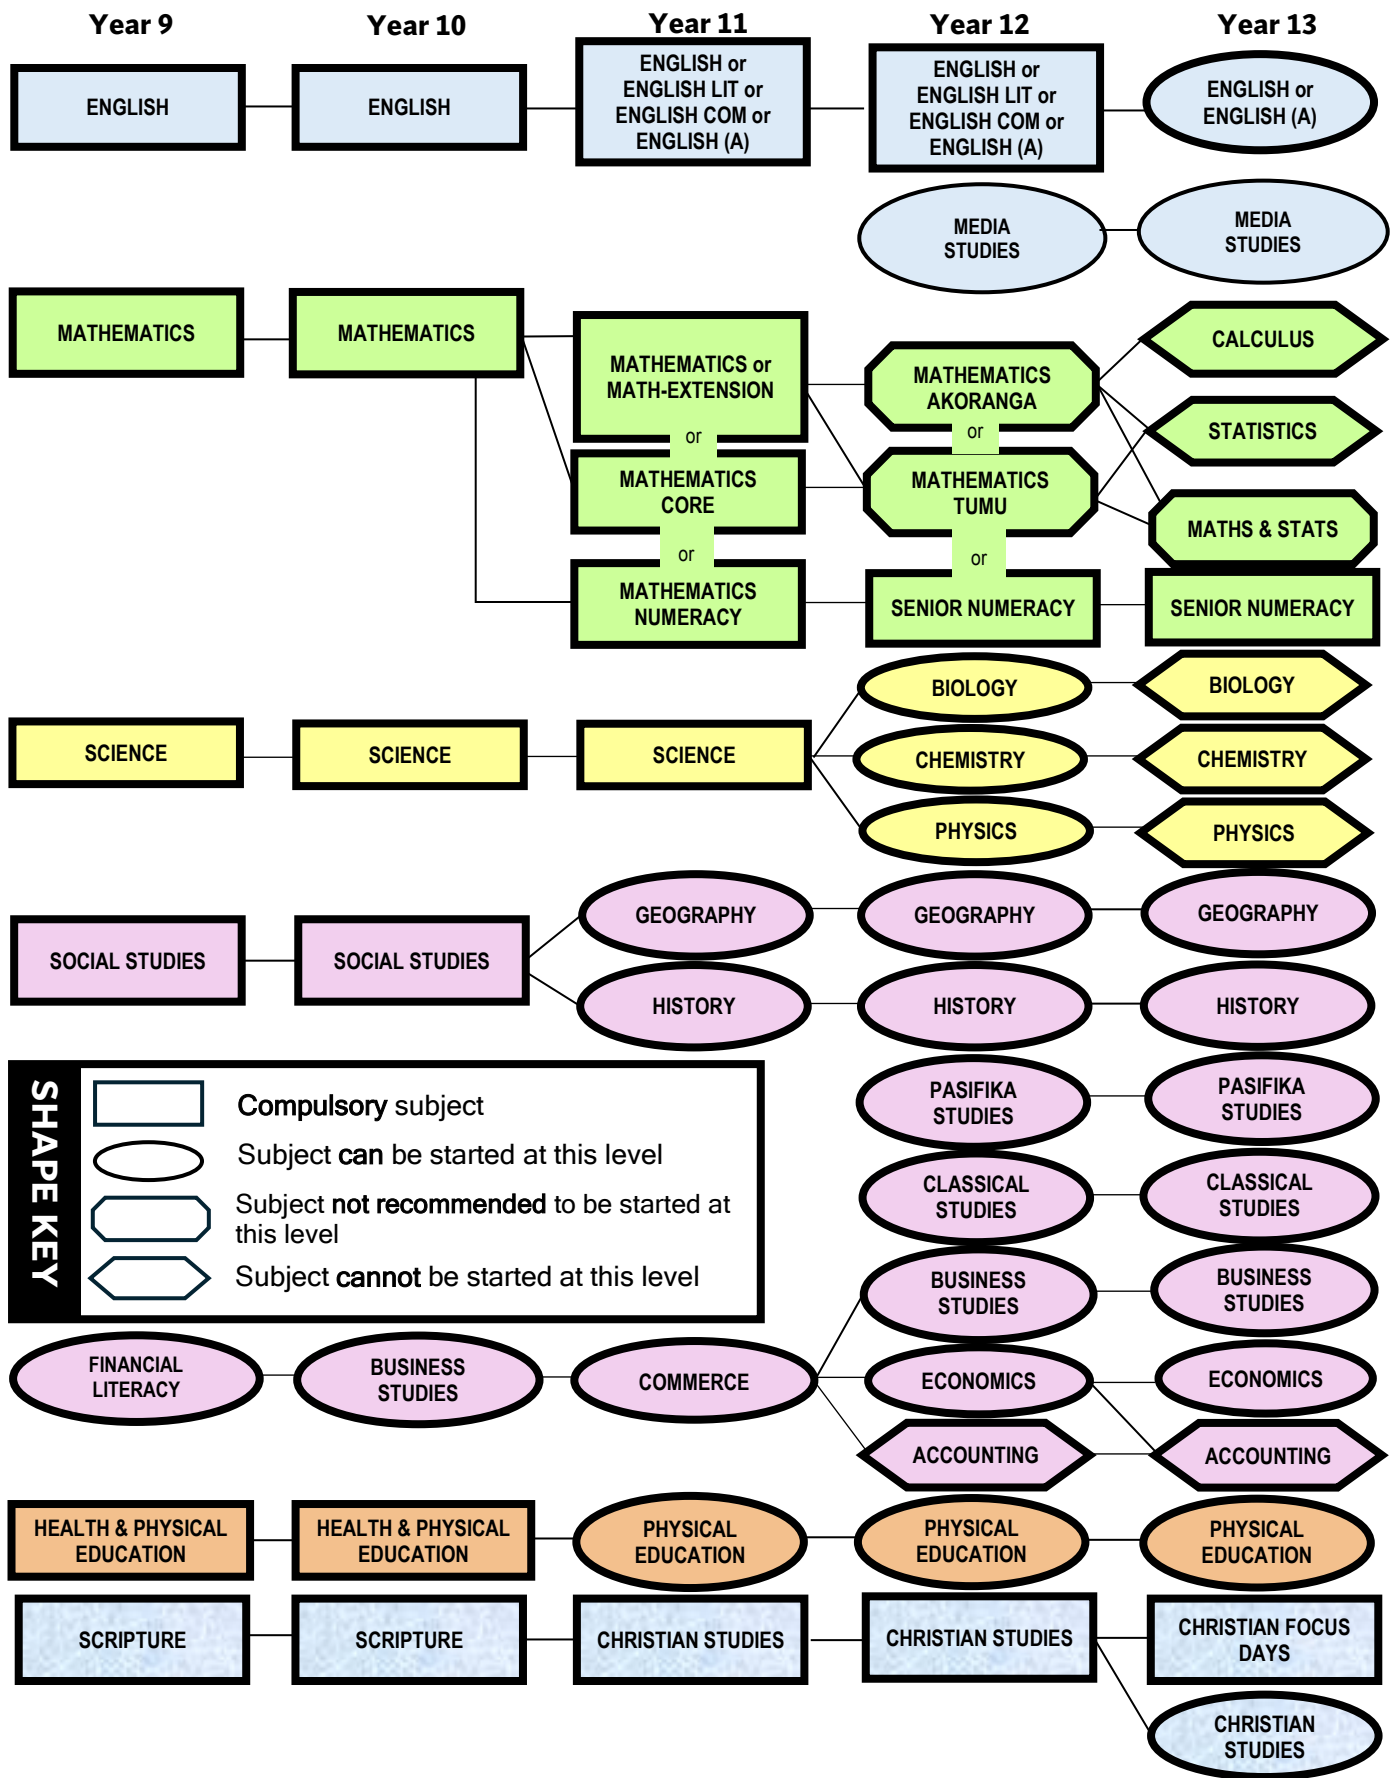 Year 9
Year 10
Year 11
Year 12
Year 13
ENGLISH
ENGLISH
ENGLISH or
ENGLISH LIT or
ENGLISH COM or
ENGLISH (A)
ENGLISH or
ENGLISH LIT or
ENGLISH COM or
ENGLISH (A)
ENGLISH or
ENGLISH (A)
MEDIA
STUDIES
MEDIA
STUDIES
MATHEMATICS
MATHEMATICS
MATHEMATICS or
MATH-EXTENSION
or
MATHEMATICS
CORE
or
MATHEMATICS
NUMERACY
MATHEMATICS
AKORANGA
or
MATHEMATICS
TUMU
or
SENIOR NUMERACY
CALCULUS
STATISTICS
MATHS & STATS
SENIOR NUMERACY
SCIENCE
SCIENCE
SCIENCE
BIOLOGY
BIOLOGY
CHEMISTRY
CHEMISTRY
PHYSICS
PHYSICS
SOCIAL STUDIES
SOCIAL STUDIES
GEOGRAPHY
GEOGRAPHY
GEOGRAPHY
HISTORY
HISTORY
HISTORY
PASIFIKA
STUDIES
PASIFIKA
STUDIES
CLASSICAL
STUDIES
CLASSICAL
STUDIES
SHAPE KEY
Compulsory subject
Subject can be started at this level
Subject not recommended to be started at
this level
Subject cannot be started at this level
BUSINESS
STUDIES
BUSINESS
STUDIES
FINANCIAL
LITERACY
BUSINESS
STUDIES
COMMERCE
ECONOMICS
ECONOMICS
ACCOUNTING
ACCOUNTING
HEALTH & PHYSICAL
EDUCATION
HEALTH & PHYSICAL
EDUCATION
PHYSICAL
EDUCATION
PHYSICAL
EDUCATION
PHYSICAL
EDUCATION
SCRIPTURE
SCRIPTURE
CHRISTIAN STUDIES
CHRISTIAN STUDIES
CHRISTIAN FOCUS
DAYS
CHRISTIAN
STUDIES